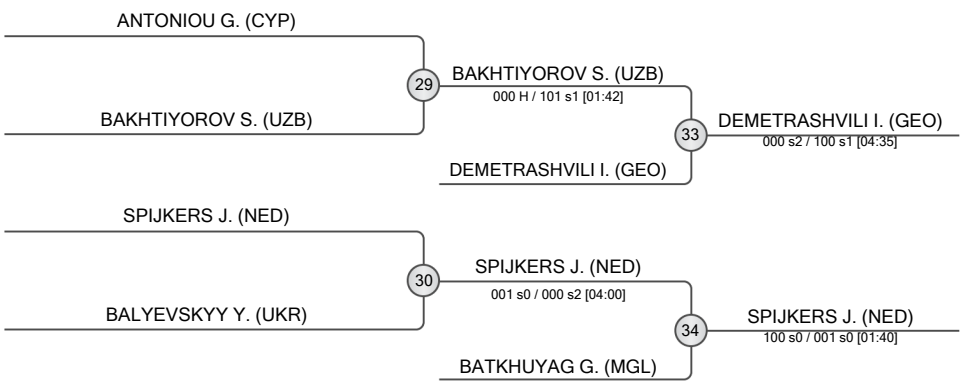 ANTONIOU G. (CYP)
29
BAKHTIYOROV S. (UZB)
000 H / 101 s1 [01:42]
BAKHTIYOROV S. (UZB)
33
DEMETRASHVILI I. (GEO)
000 s2 / 100 s1 [04:35]
DEMETRASHVILI I. (GEO)
SPIJKERS J. (NED)
30
SPIJKERS J. (NED)
001 s0 / 000 s2 [04:00]
BALYEVSKYY Y. (UKR)
34
SPIJKERS J. (NED)
100 s0 / 001 s0 [01:40]
BATKHUYAG G. (MGL)